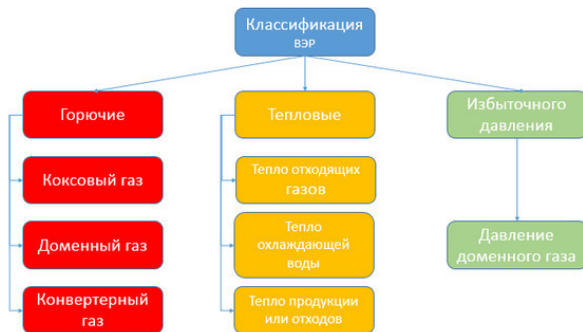 Классификация
ВЭР
Горючие
Тепловые
Избыточного
давления
Коксовый газ
Тепло отходящих
газов
Доменный газ
Тепло
охлаждающей
воды
Давление
доменного газа
Конвертерный
газ
Тепло продукции
или отходов